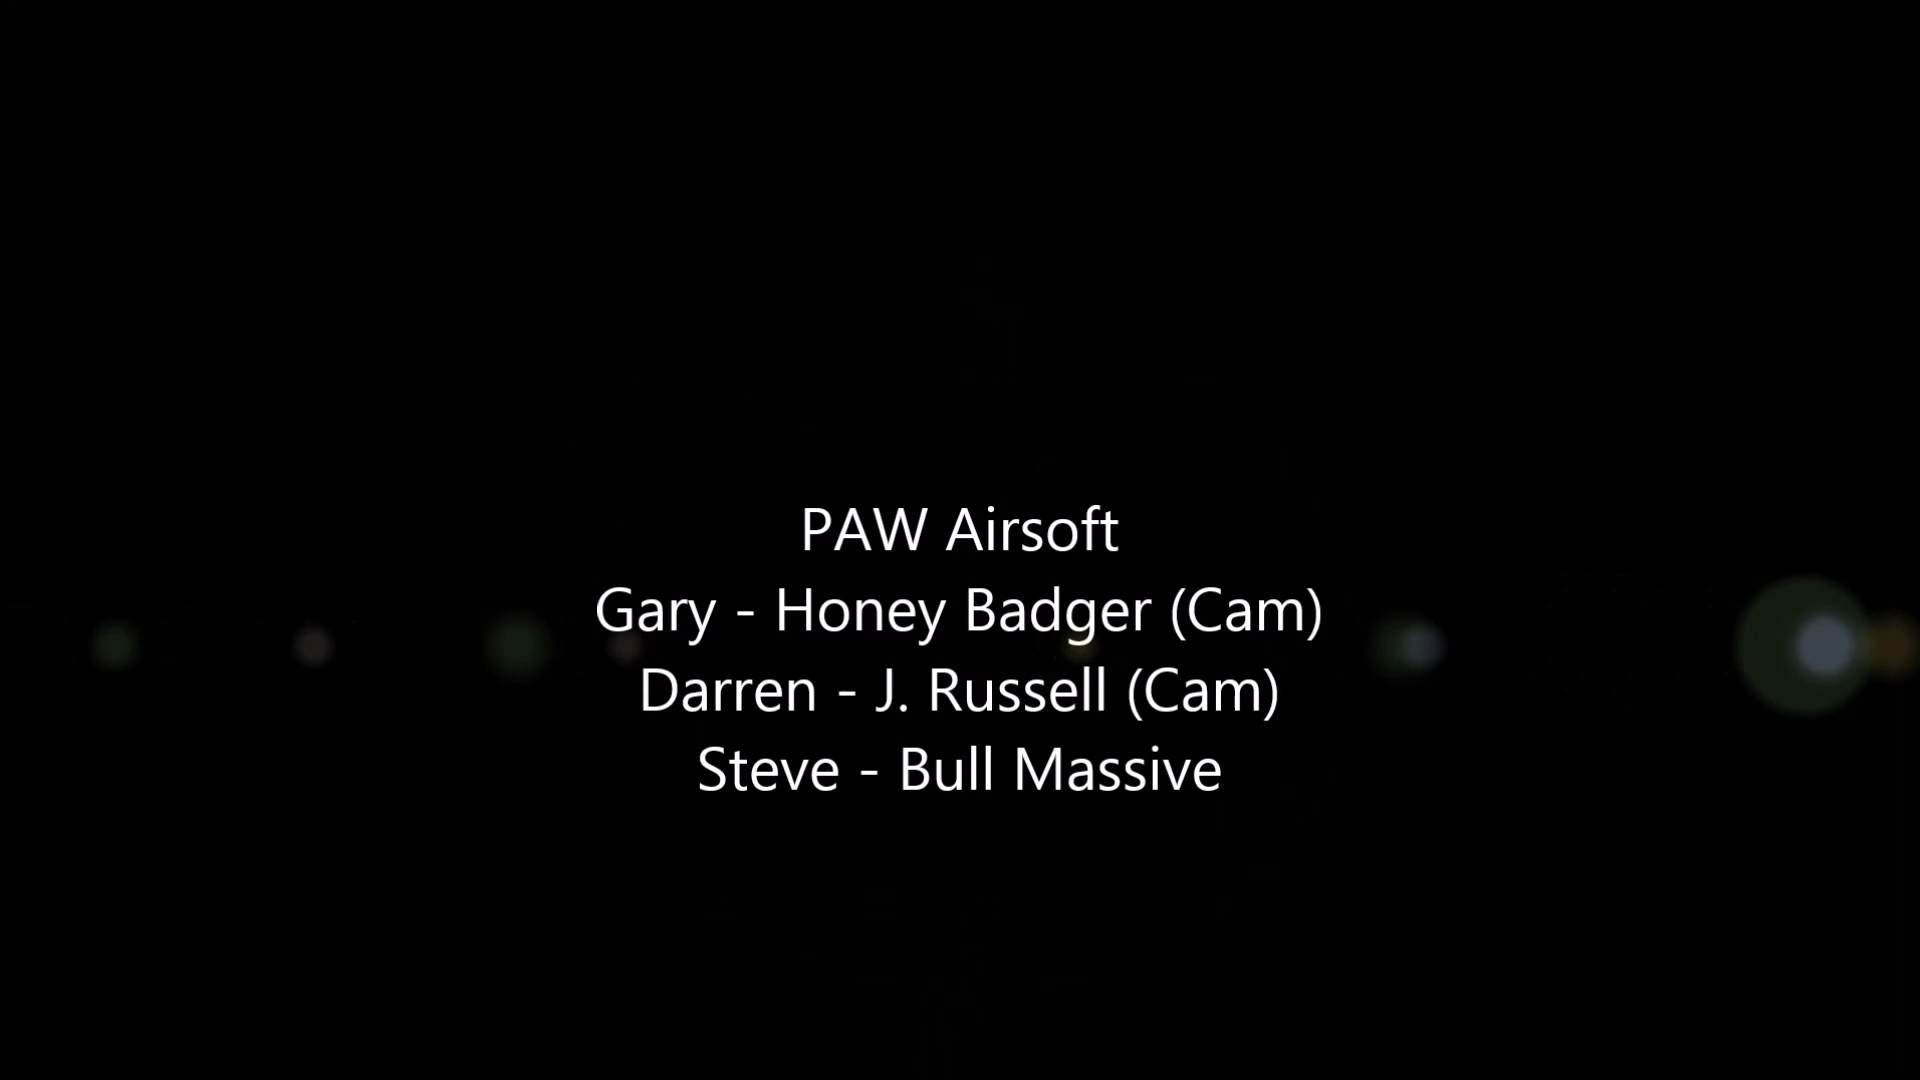 PAW Airsoft
Gary - Honey Badger (Cam)
Darren - J. Russell (Cam)
Steve - Bull Massive